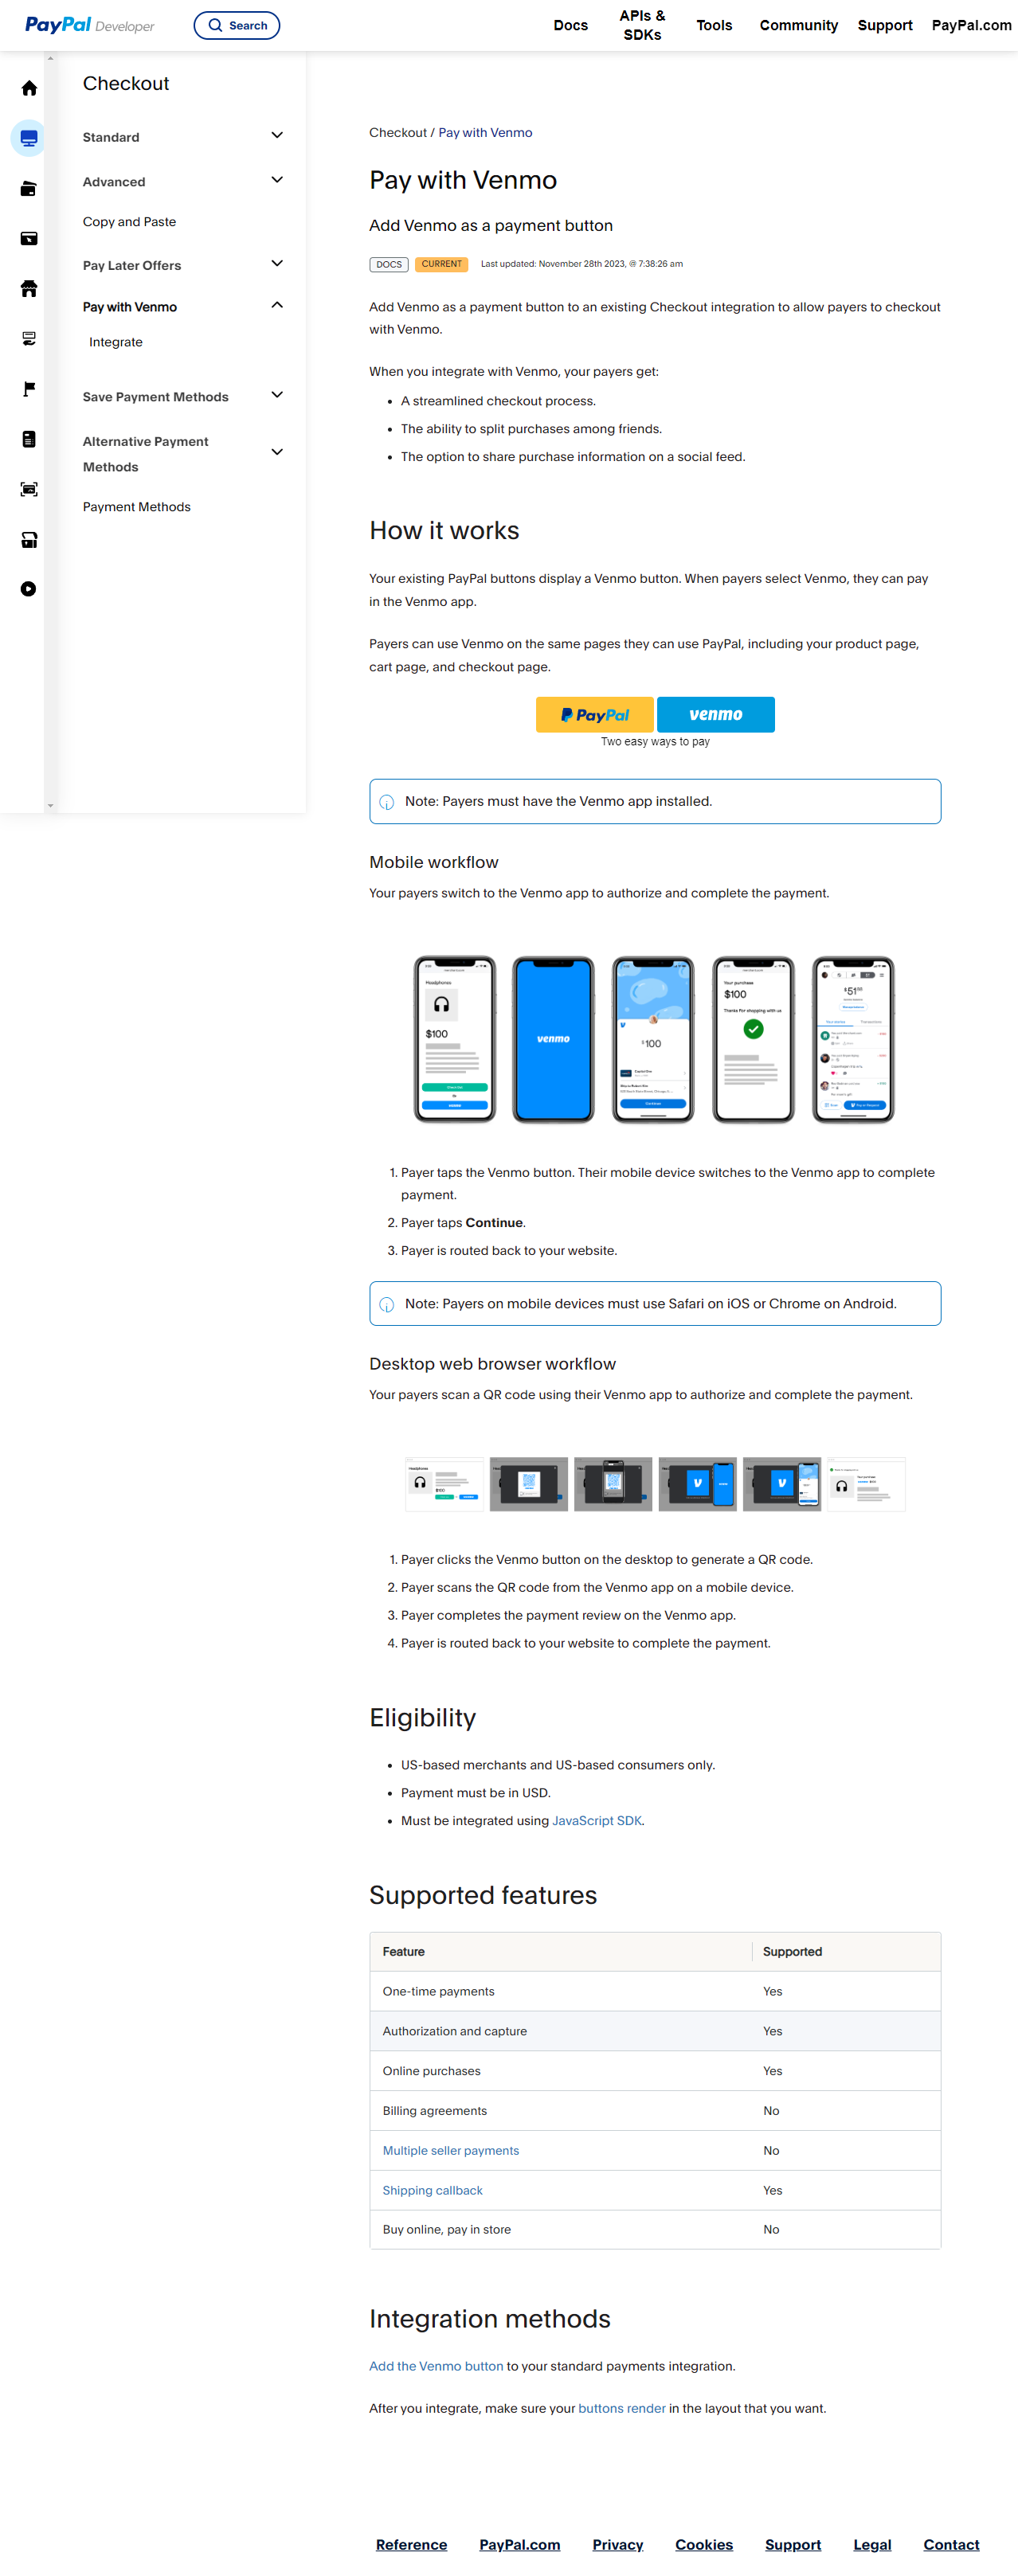 PayPal Developer
Search
Docs
APIs &
SDKs
Tools
Community
Support
PayPal.com
Checkout
Standard
Advanced
Copy and Paste
Pay Later Offers
Pay with Venmo
Integrate
Save Payment Methods
Alternative Payment
Methods
Payment Methods
Checkout / Pay with Venmo
Pay with Venmo
Add Venmo as a payment button
DOCS CURRENT Last updated: November 28th 2023, @ 7:38:26 am
Add Venmo as a payment button to an existing Checkout integration to allow payers to checkout
with Venmo.
When you integrate with Venmo, your payers get:
• A streamlined checkout process.
• The ability to split purchases among friends.
• The option to share purchase information on a social feed.
How it works
Your existing PayPal buttons display a Venmo button. When payers select Venmo, they can pay
in the Venmo app.
Payers can use Venmo on the same pages they can use PayPal, including your product page,
cart page, and checkout page.
PayPal venmo
Two easy ways to pay
Note: Payers must have the Venmo app installed.
Mobile workflow
Your payers switch to the Venmo app to authorize and complete the payment.
Headphones
$100
venmo
$100
Continue
Your purchase
$100
Thanks for shopping with us
1. Payer taps the Venmo button. Their mobile device switches to the Venmo app to complete
payment.
2. Payer taps Continue.
3. Payer is routed back to your website.
Note: Payers on mobile devices must use Safari on iOS or Chrome on Android.
Desktop web browser workflow
Your payers scan a QR code using their Venmo app to authorize and complete the payment.
Headphones
$100
1. Payer clicks the Venmo button on the desktop to generate a QR code.
2. Payer scans the QR code from the Venmo app on a mobile device.
3. Payer completes the payment review on the Venmo app.
4. Payer is routed back to your website to complete the payment.
Eligibility
• US-based merchants and US-based consumers only.
• Payment must be in USD.
• Must be integrated using JavaScript SDK.
Supported features
Feature Supported
One-time payments Yes
Authorization and capture Yes
Online purchases Yes
Billing agreements No
Multiple seller payments No
Shipping callback Yes
Buy online, pay in store No
Integration methods
Add the Venmo button to your standard payments integration.
After you integrate, make sure your buttons render in the layout that you want.
Reference PayPal.com Privacy Cookies Support Legal Contact